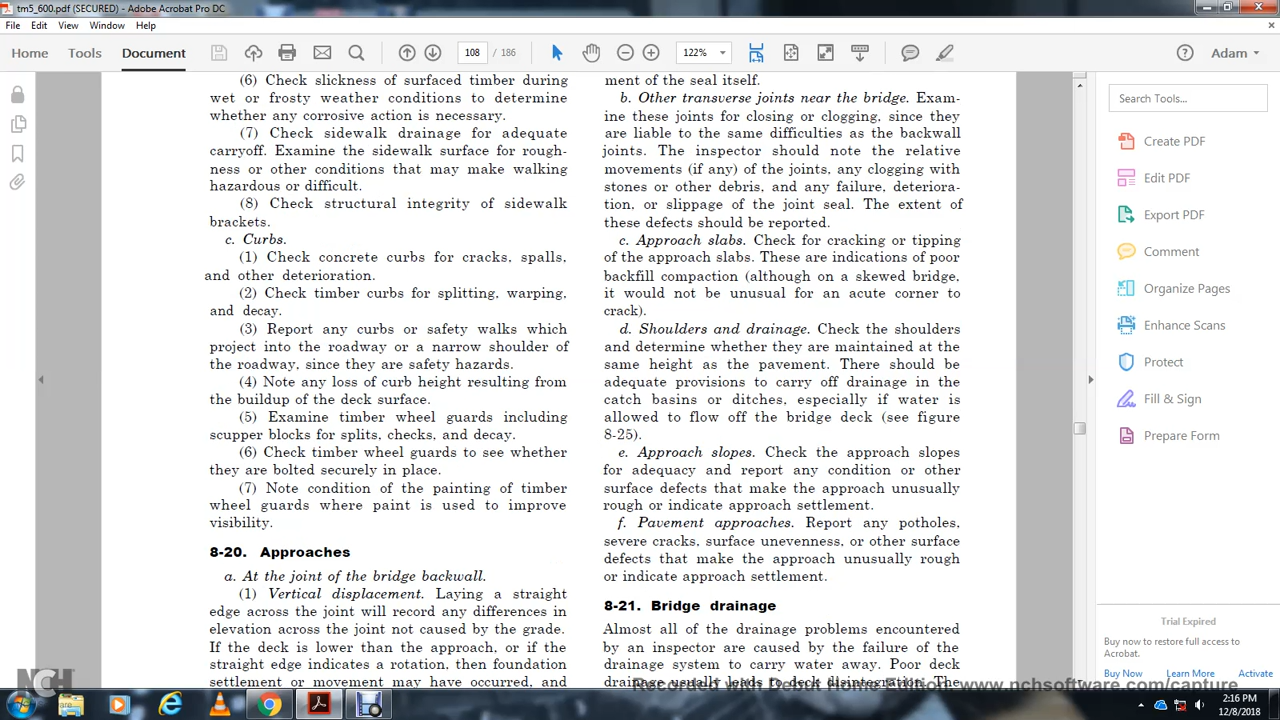 tm5_600.pdf (SECURED) - Adobe Acrobat Pro DC
File Edit View Window Help
Home Tools Document 108 / 186 122% Adam
(6) Check slickness of surfaced timber during
wet or frosty weather conditions to determine
whether any corrosive action is necessary.
(7) Check sidewalk drainage for adequate
carryoff. Examine the sidewalk surface for rough-
ness or other conditions that may make walking
hazardous or difficult.
(8) Check structural integrity of sidewalk
brackets.
c. Curbs.
(1) Check concrete curbs for cracks, spalls,
and other deterioration.
(2) Check timber curbs for splitting, warping,
and decay.
(3) Report any curbs or safety walks which
project into the roadway or a narrow shoulder of
the roadway, since they are safety hazards.
(4) Note any loss of curb height resulting from
the buildup of the deck surface.
(5) Examine timber wheel guards including
scupper blocks for splits, checks, and decay.
(6) Check timber wheel guards to see whether
they are bolted securely in place.
(7) Note condition of the painting of timber
wheel guards where paint is used to improve
visibility.
8-20. Approaches
a. At the joint of the bridge backwall.
(1) Vertical displacement. Laying a straight
edge across the joint will record any differences in
elevation across the joint not caused by the grade.
If the deck is lower than the approach, or if the
straight edge indicates a rotation, then foundation
settlement or movement may have occurred, and
ment of the seal itself.
b. Other transverse joints near the bridge. Exam-
ine these joints for closing or clogging, since they
are liable to the same difficulties as the backwall
joints. The inspector should note the relative
movements (if any) of the joints, any clogging with
stones or other debris, and any failure, deteriora-
tion, or slippage of the joint seal. The extent of
these defects should be reported.
c. Approach slabs. Check for cracking or tipping
of the approach slabs. These are indications of poor
backfill compaction (although on a skewed bridge,
it would not be unusual for an acute corner to
crack).
d. Shoulders and drainage. Check the shoulders
and determine whether they are maintained at the
same height as the pavement. There should be
adequate provisions to carry off drainage in the
catch basins or ditches, especially if water is
allowed to flow off the bridge deck (see figure
8-25).
e. Approach slopes. Check the approach slopes
for adequacy and report any condition or other
surface defects that make the approach unusually
rough or indicate approach settlement.
f. Pavement approaches. Report any potholes,
severe cracks, surface unevenness, or other surface
defects that make the approach unusually rough
or indicate approach settlement.
8-21. Bridge drainage
Almost all of the drainage problems encountered
by an inspector are caused by the failure of the
drainage system to carry water away. Poor deck
drainage usually leads to deck disintegration. The
Search Tools...
Create PDF
Edit PDF
Export PDF
Comment
Organize Pages
Enhance Scans
Protect
Fill & Sign
Prepare Form
Trial Expired
Buy now to restore full access to
Acrobat.
Buy Now Learn More Activate
NCH
Recorded with Debut Home Edition www.nchsoftware.com/capture
2:16 PM
12/8/2018